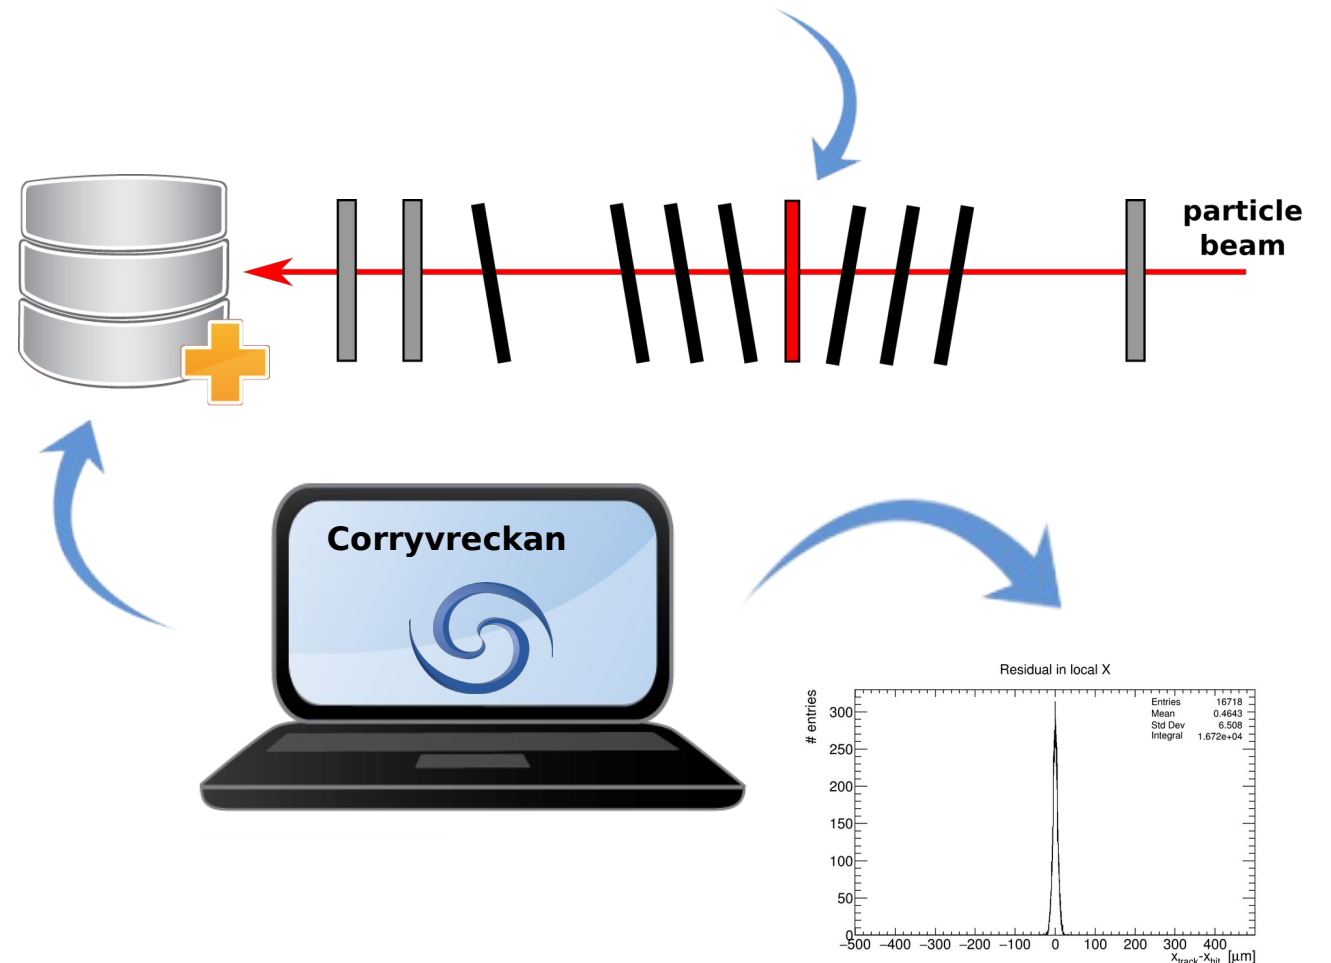 particle
beam
Corryvreckan
Residual in local X
# entries
Entries 16718
Mean 0.4643
Std Dev 6.508
Integral 1.672e+04
300
250
200
150
100
50
0
−500 −400 −300 −200 −100 0 100 200 300 400
x_track-x_hit [μm]